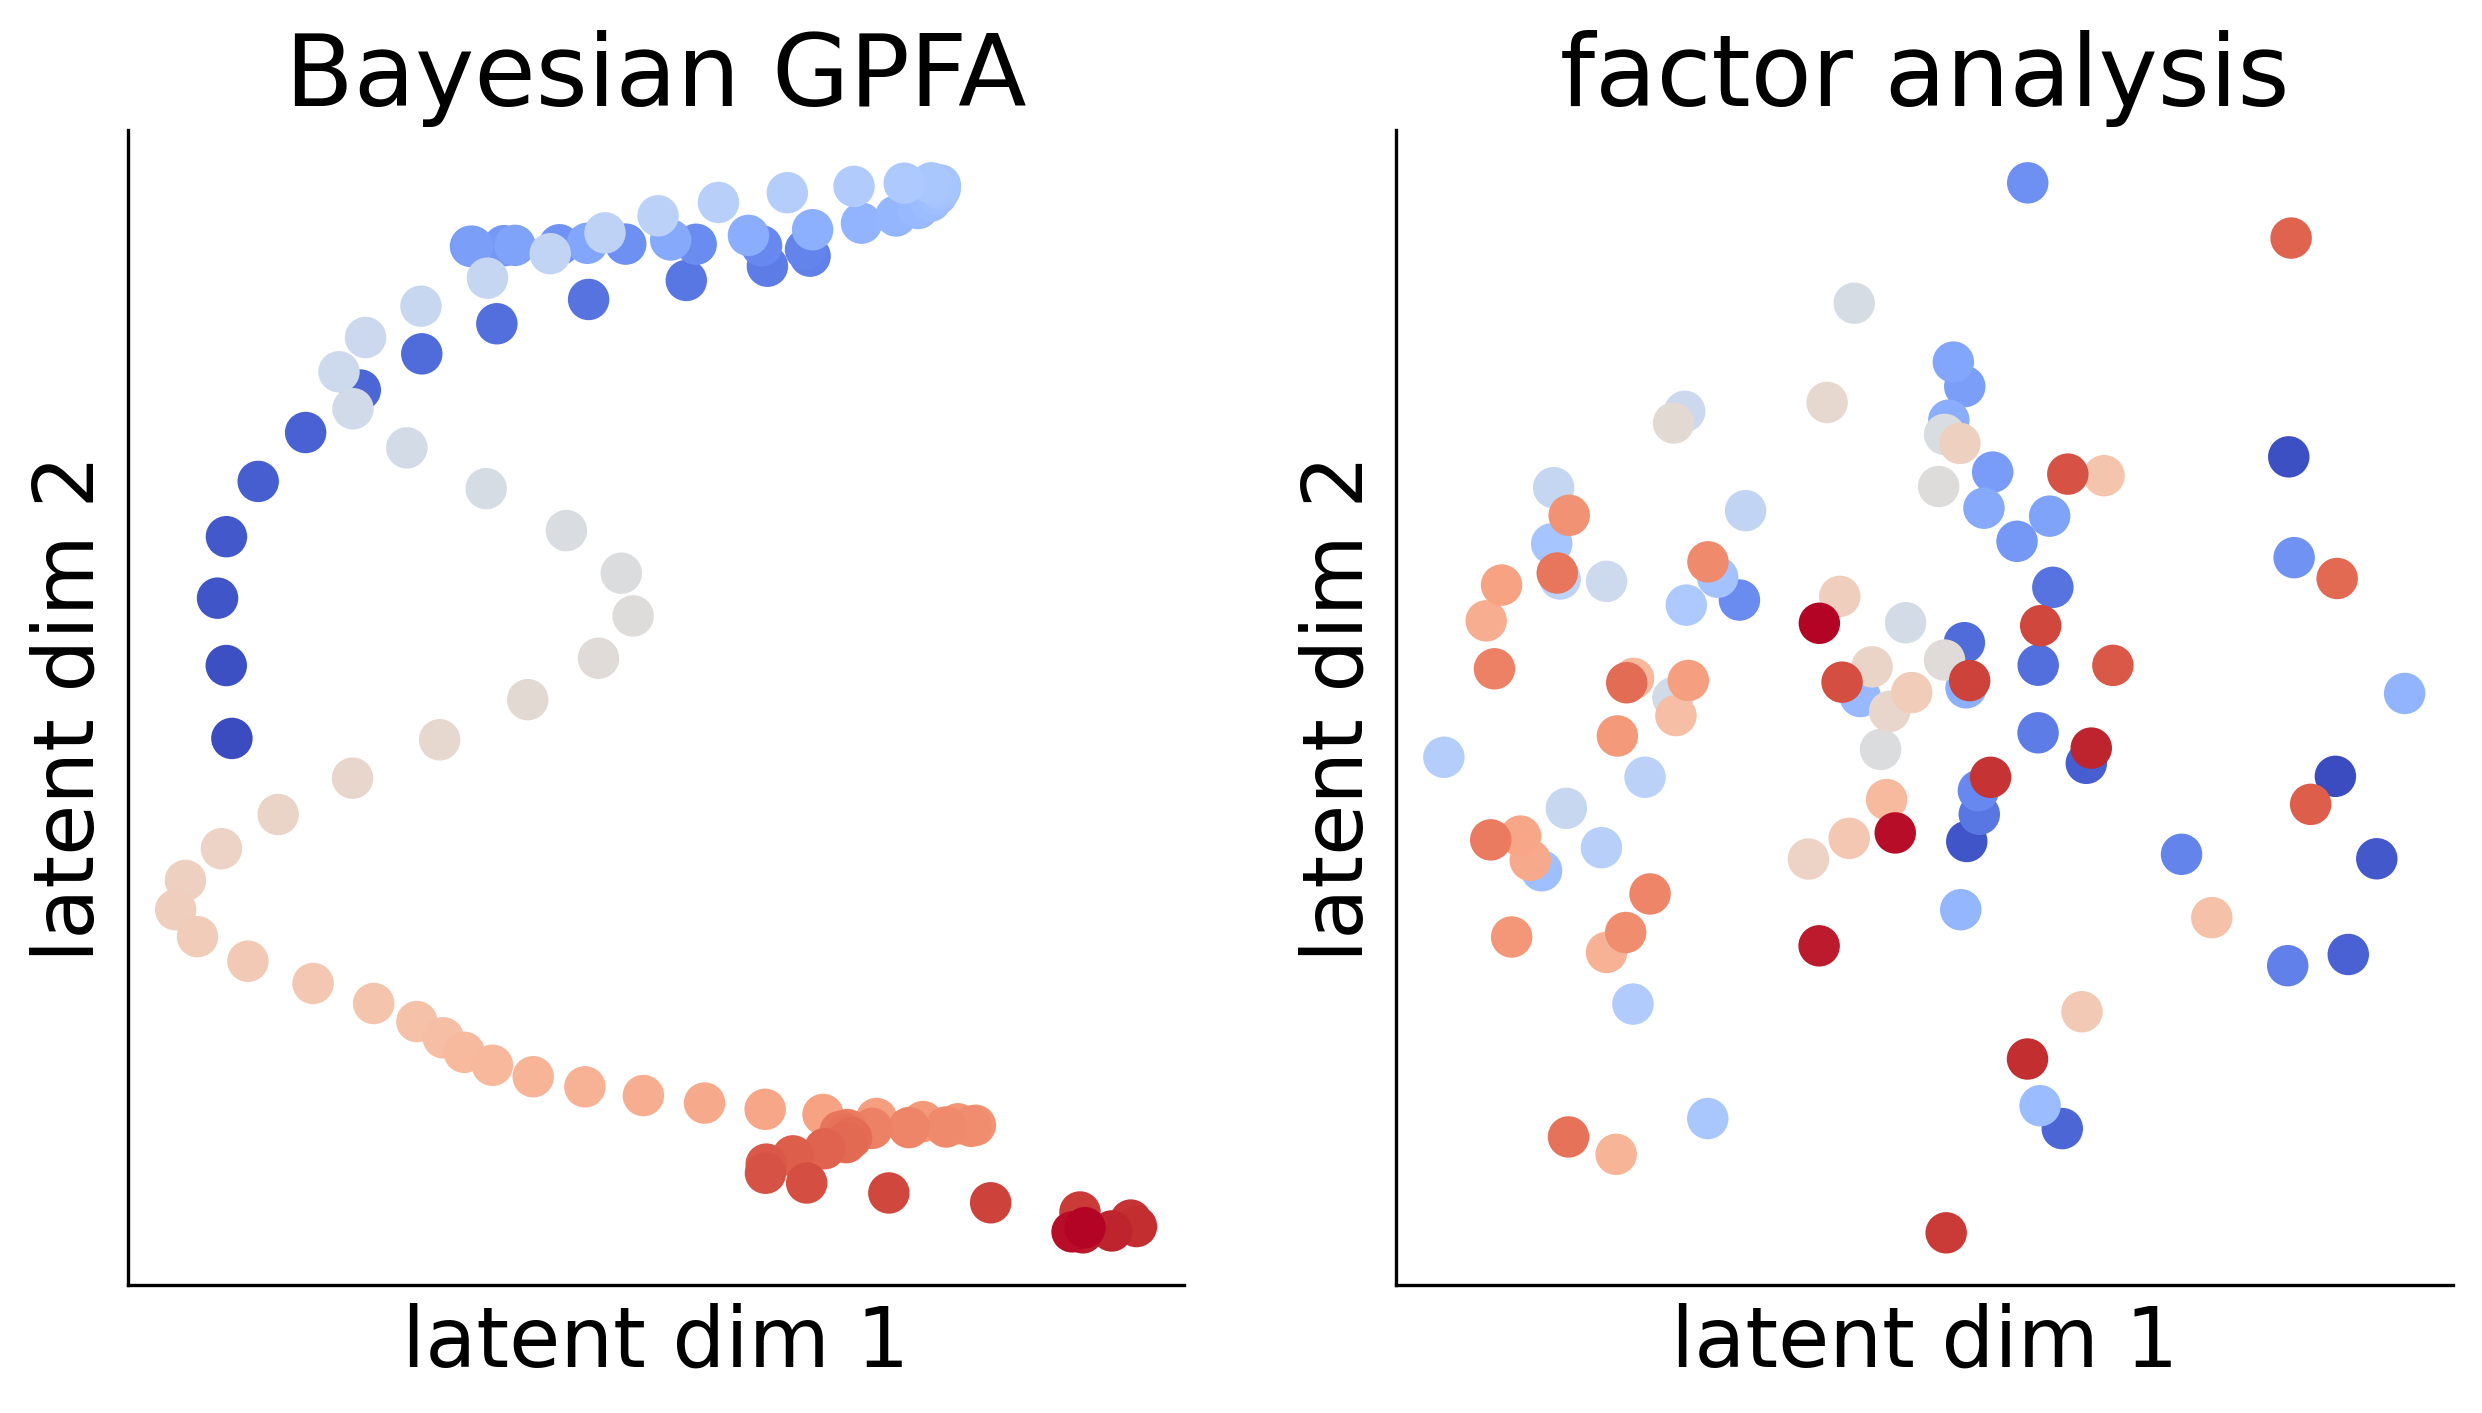 Bayesian GPFA
factor analysis
latent dim 2
latent dim 1
latent dim 2
latent dim 1